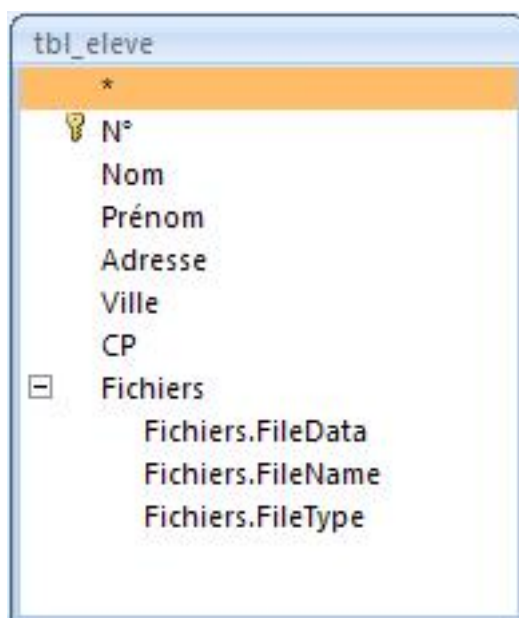 tbl_eleve
*
N°
Nom
Prénom
Adresse
Ville
CP
Fichiers
Fichiers.FileData
Fichiers.FileName
Fichiers.FileType